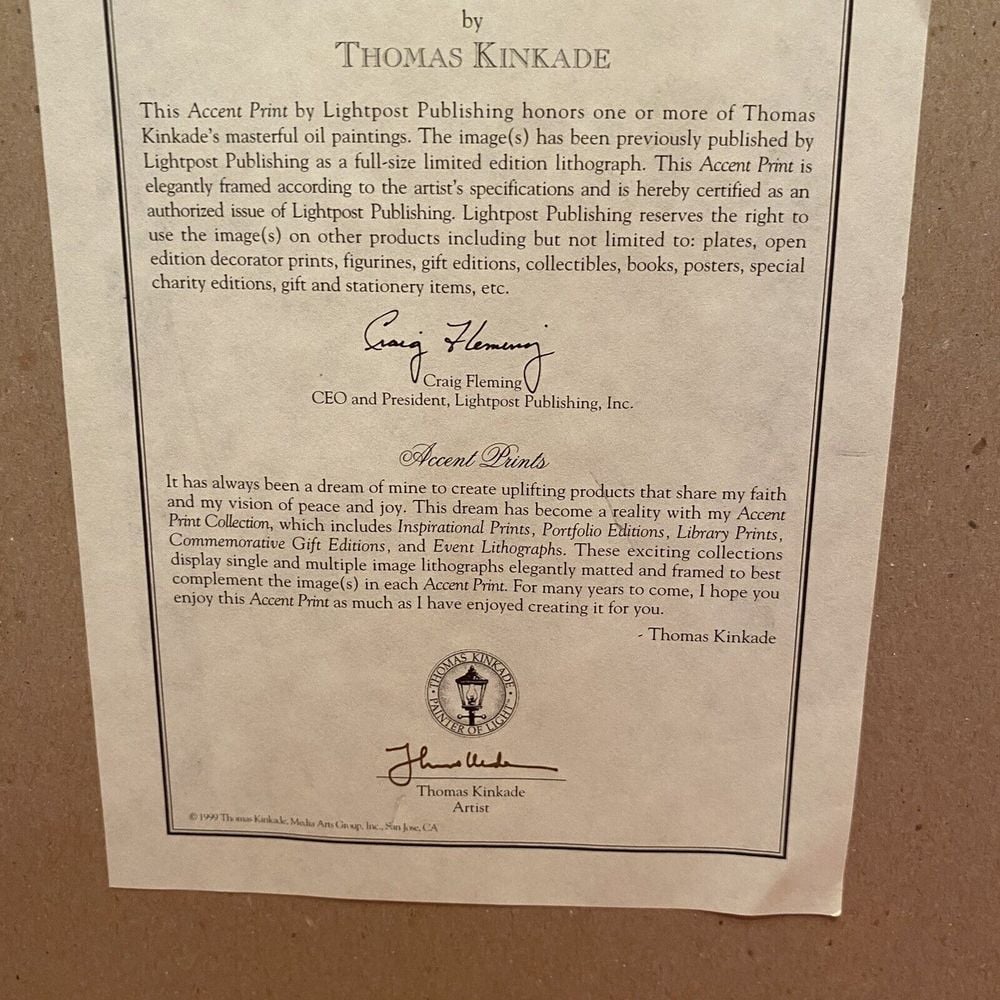 by
THOMAS KINKADE
This Accent Print by Lightpost Publishing honors one or more of Thomas
Kinkade's masterful oil paintings. The image(s) has been previously published by
Lightpost Publishing as a full-size limited edition lithograph. This Accent Print is
elegantly framed according to the artist's specifications and is hereby certified as an
authorized issue of Lightpost Publishing. Lightpost Publishing reserves the right to
use the image(s) on other products including but not limited to: plates, open
edition decorator prints, figurines, gift editions, collectibles, books, posters, special
charity editions, gift and stationery items, etc.
Craig Fleming
Craig Fleming
CEO and President, Lightpost Publishing, Inc.
Accent Prints
It has always been a dream of mine to create uplifting products that share my faith
and my vision of peace and joy. This dream has become a reality with my Accent
Print Collection, which includes Inspirational Prints, Portfolio Editions, Library Prints,
Commemorative Gift Editions, and Event Lithographs. These exciting collections
display single and multiple image lithographs elegantly matted and framed to best
complement the image(s) in each Accent Print. For many years to come, I hope you
enjoy this Accent Print as much as I have enjoyed creating it for you.
- Thomas Kinkade
THOMAS KINKADE
PAINTER OF LIGHT™
Thomas Kinkade
Artist
© 1999 Thomas Kinkade, Media Arts Group, Inc., San Jose, CA